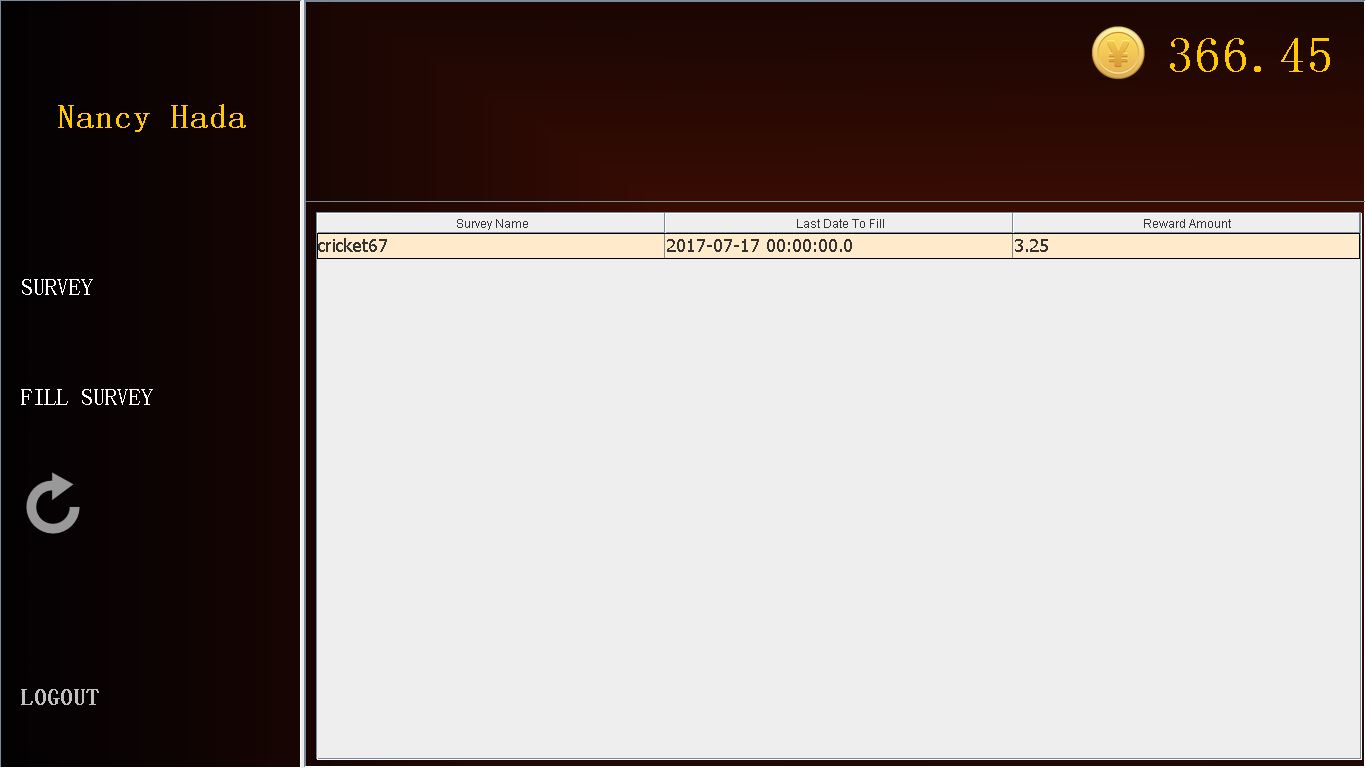 Nancy Hada
SURVEY
FILL SURVEY
LOGOUT
¥ 366.45
Survey Name Last Date To Fill Reward Amount
cricket67 2017-07-17 00:00:00.0 3.25